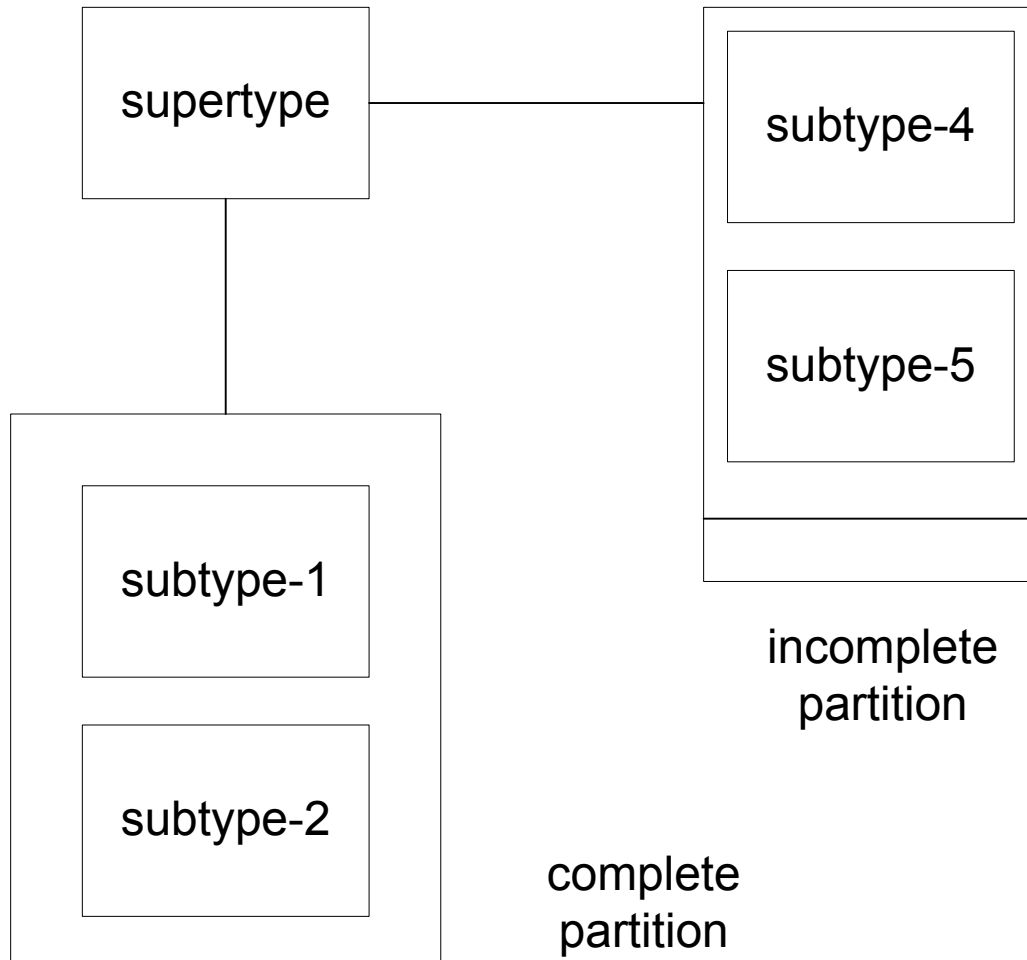 supertype
subtype-4
subtype-5
incomplete
partition
subtype-1
subtype-2
complete
partition